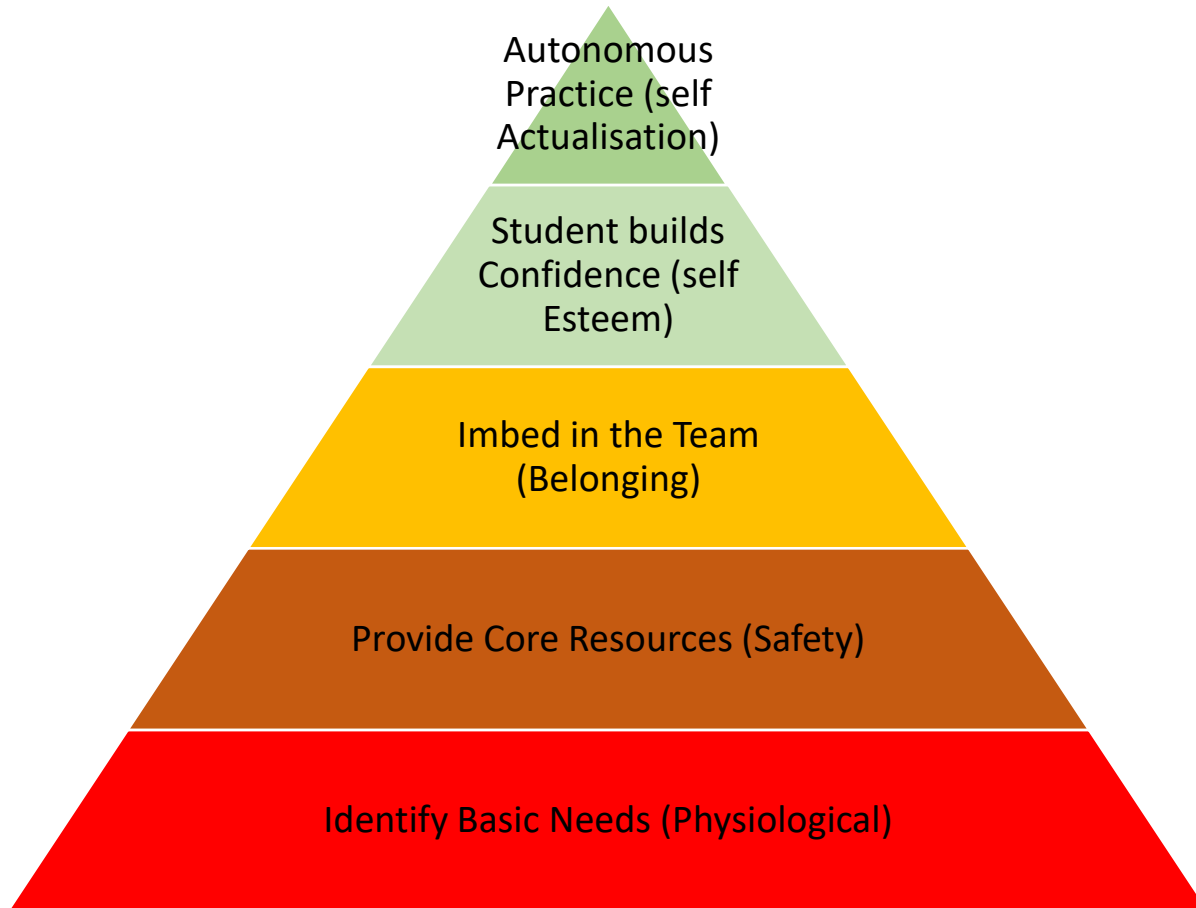 Autonomous
Practice (self
Actualisation)
Student builds
Confidence (self
Esteem)
Imbed in the Team
(Belonging)
Provide Core Resources (Safety)
Identify Basic Needs (Physiological)